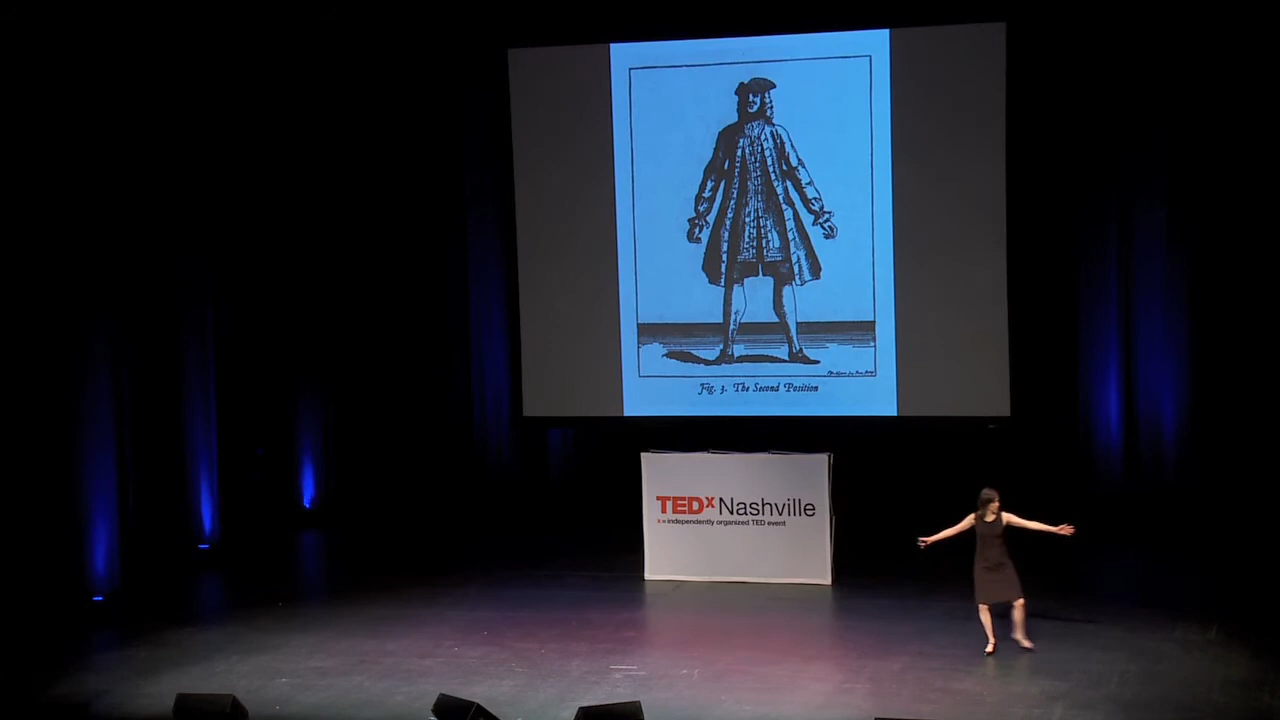 Fig. 3. The Second Position
TEDx Nashville
x = independently organized TED event